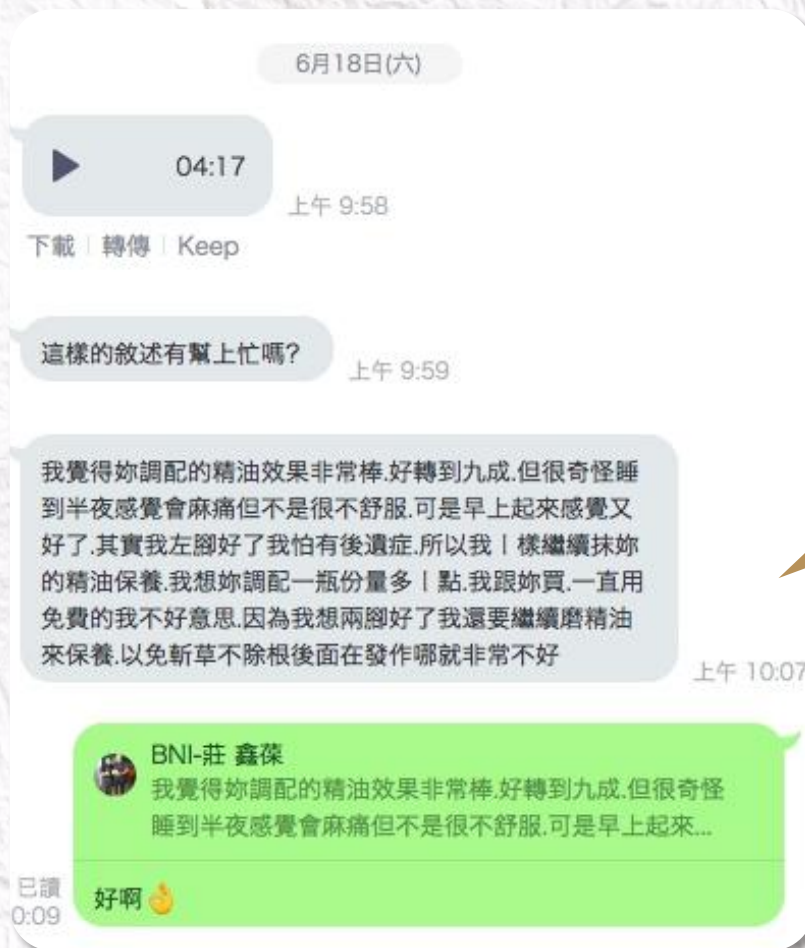 6月18日(六)
04:17
上午 9:58
下載 | 轉傳 | Keep
這樣的敘述有幫上忙嗎?
上午 9:59
我覺得妳調配的精油效果非常棒.好轉到九成.但很奇怪睡
到半夜感覺會麻痛但不是很不舒服.可是早上起來感覺又
好了.其實我左腳好了我怕有後遺症.所以我丨樣繼續抹妳
的精油保養.我想妳調配一瓶份量多丨點.我跟妳買.一直用
免費的我不好意思.因為我想兩腳好了我還要繼續磨精油
來保養.以免斬草不除根後面在發作哪就非常不好
上午 10:07
BNI-莊 鑫葆
我覺得妳調配的精油效果非常棒.好轉到九成.但很奇怪
睡到半夜感覺會麻痛但不是很不舒服.可是早上起來...
已讀
0:09
好啊👌